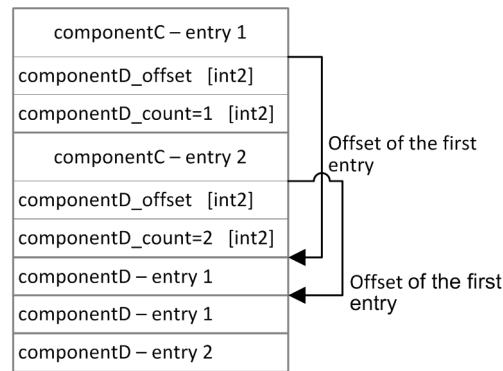 componentC – entry 1
componentD_offset [int2]
componentD_count=1 [int2]
componentC – entry 2
componentD_offset [int2]
componentD_count=2 [int2]
componentD – entry 1
componentD – entry 1
componentD – entry 2
Offset of the first
entry
Offset of the first
entry